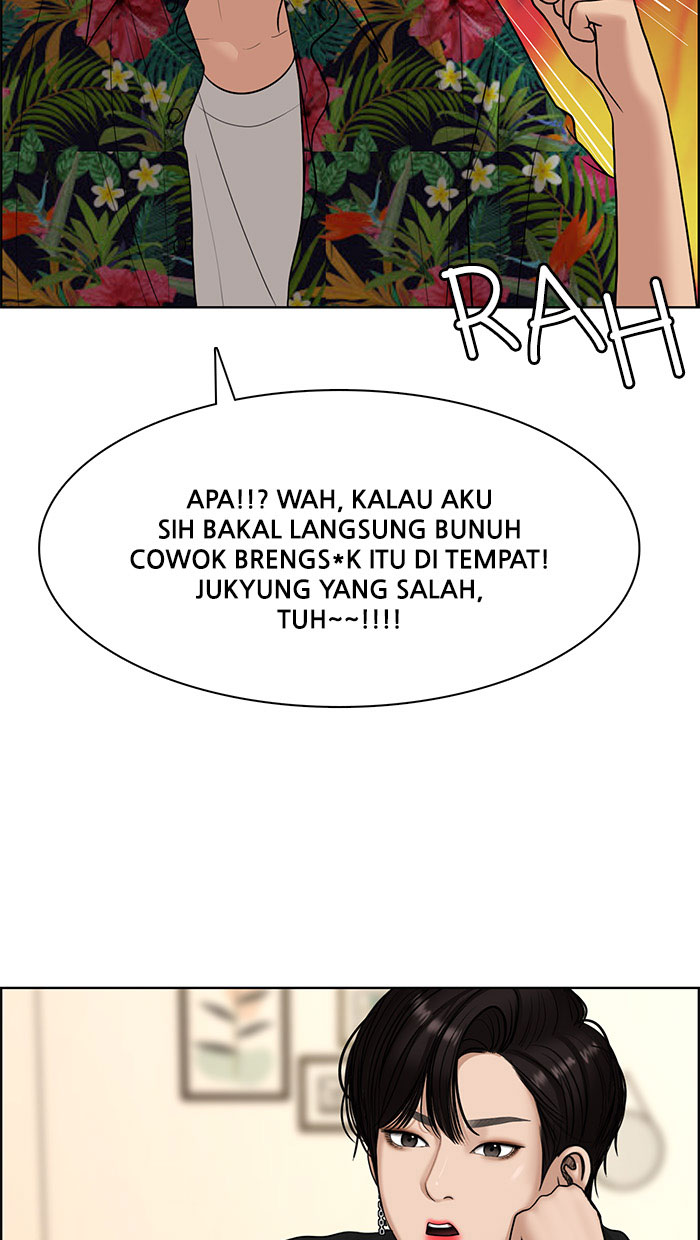 RAH
APA!!? WAH, KALAU AKU
SIH BAKAL LANGSUNG BUNUH
COWOK BRENGS*K ITU DI TEMPAT!
JUKYUNG YANG SALAH,
TUH~~!!!!